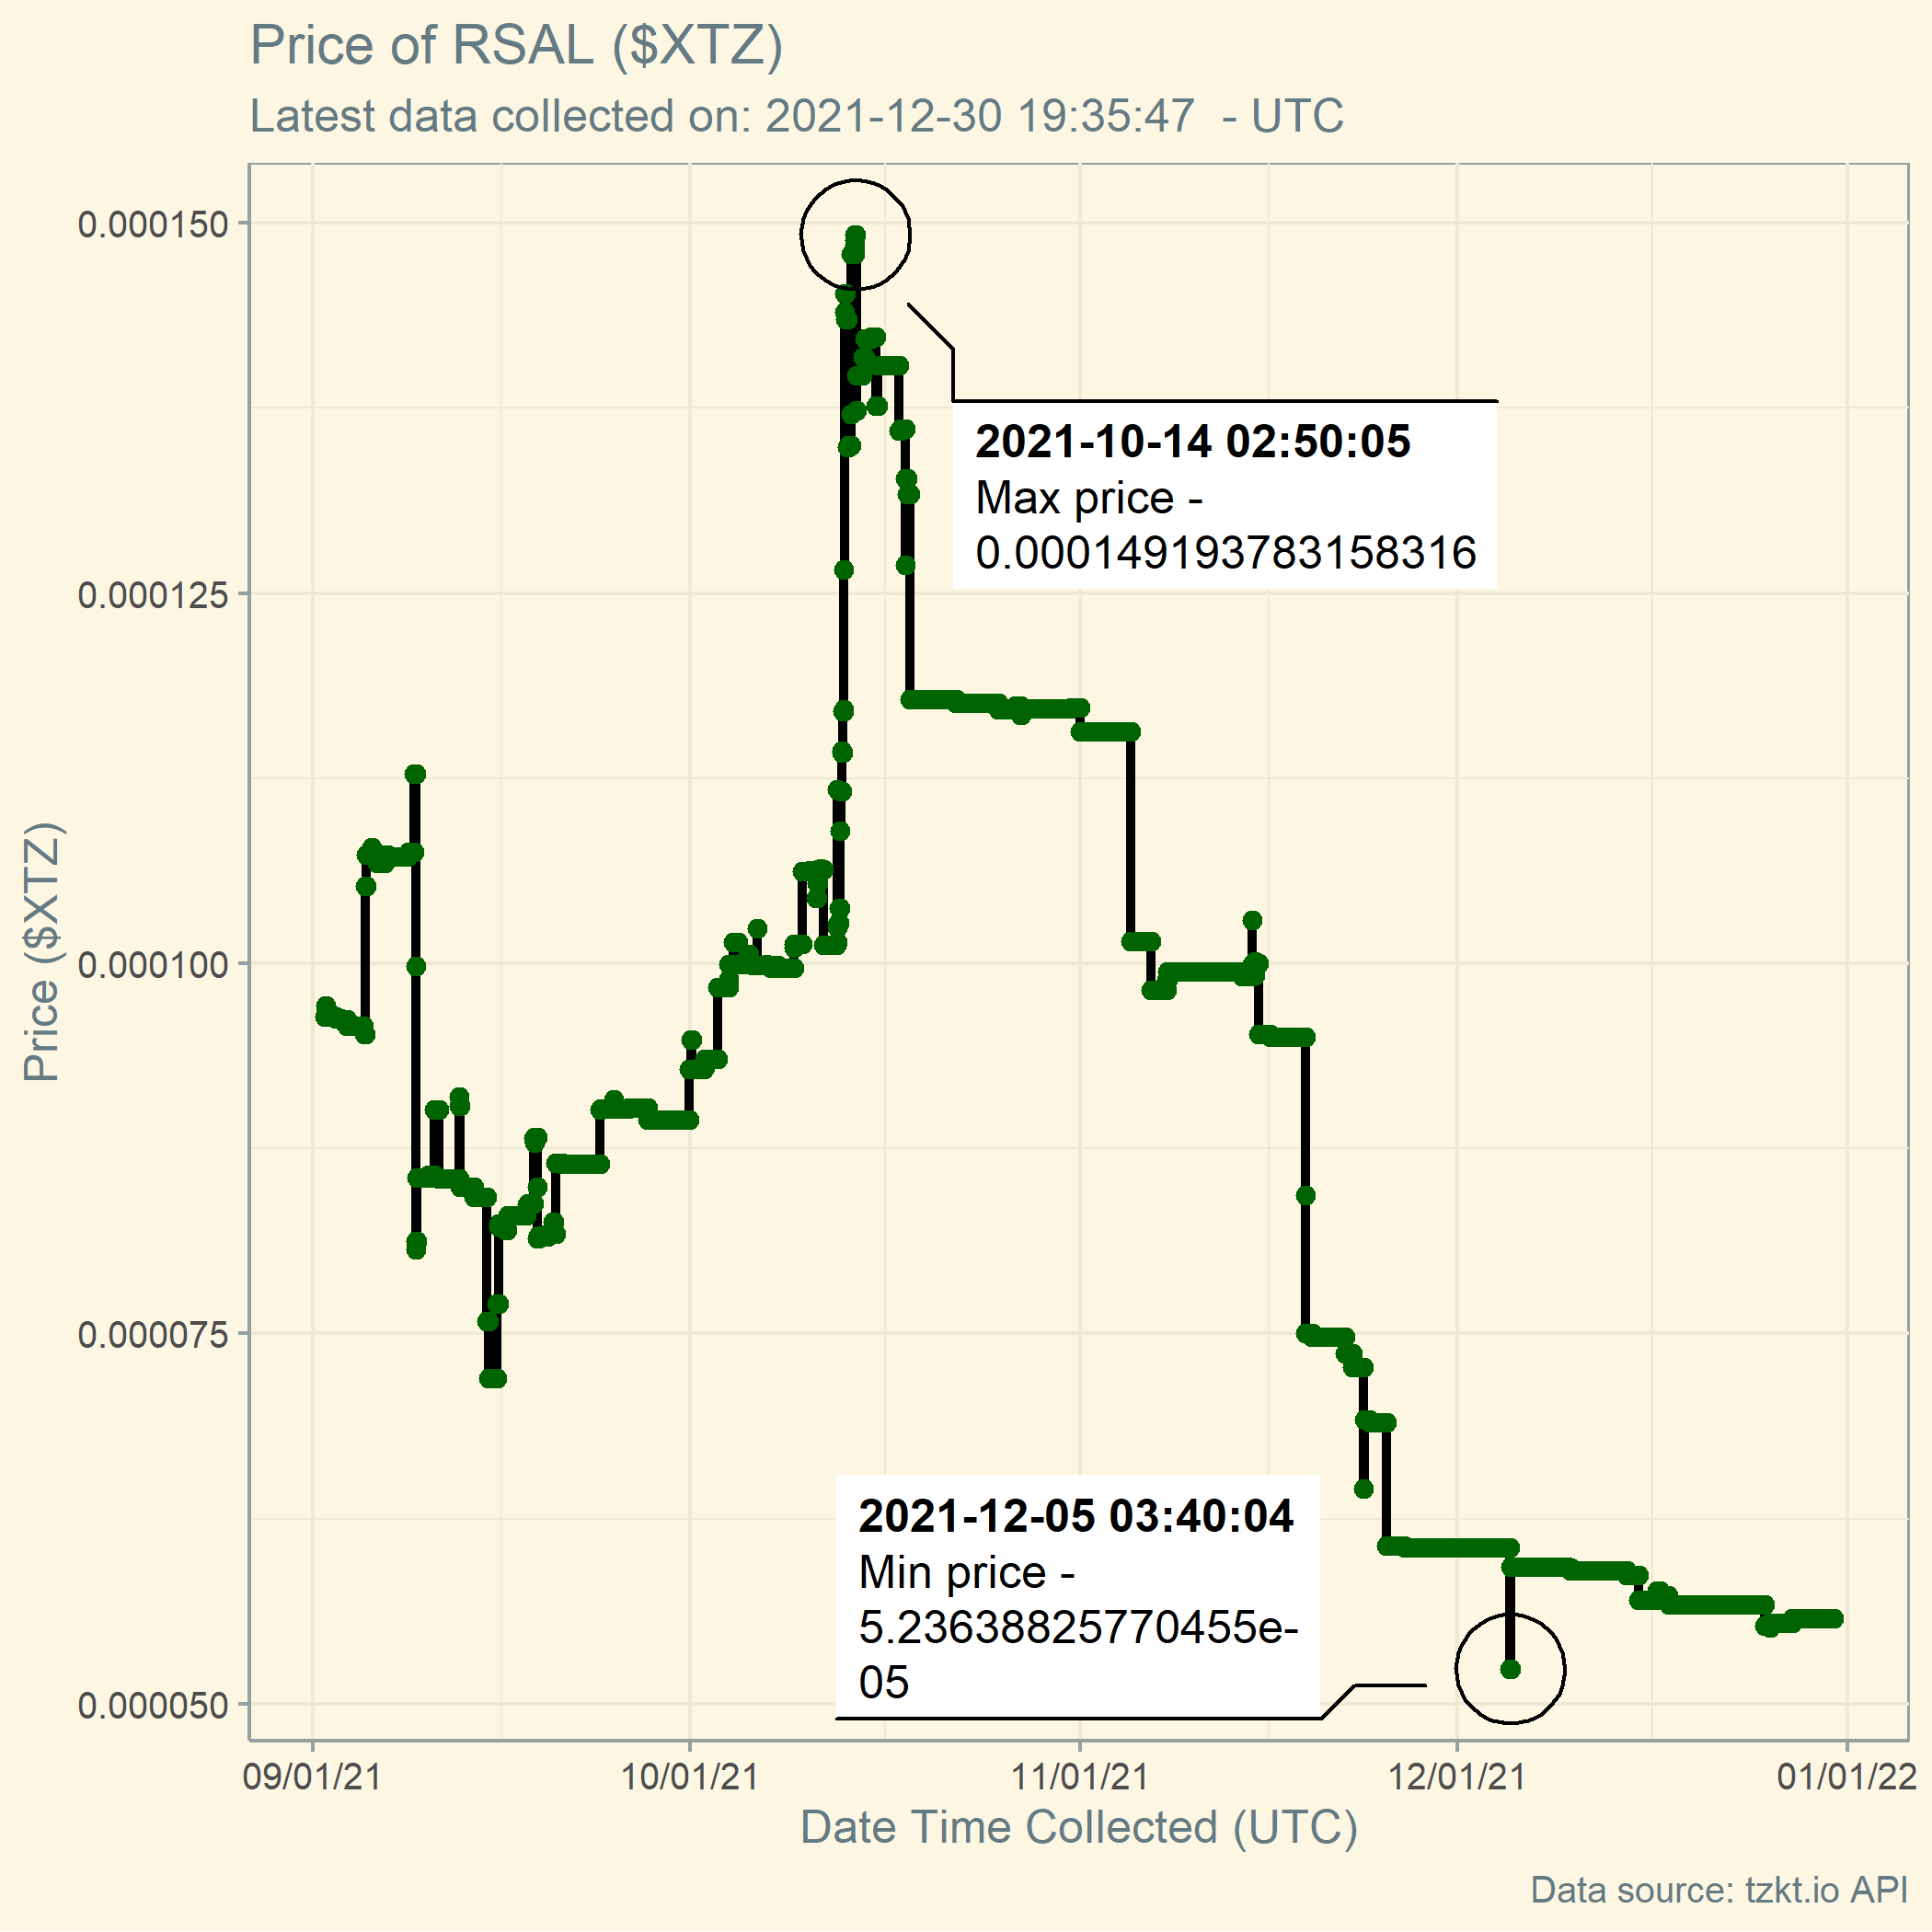 Price of RSAL ($XTZ)
Latest data collected on: 2021-12-30 19:35:47  - UTC
Price ($XTZ)
0.000150
0.000125
0.000100
0.000075
0.000050
2021-10-14 02:50:05
Max price -
0.000149193783158316
2021-12-05 03:40:04
Min price -
5.23638825770455e-
05
09/01/21
10/01/21
11/01/21
12/01/21
01/01/22
Date Time Collected (UTC)
Data source: tzkt.io API